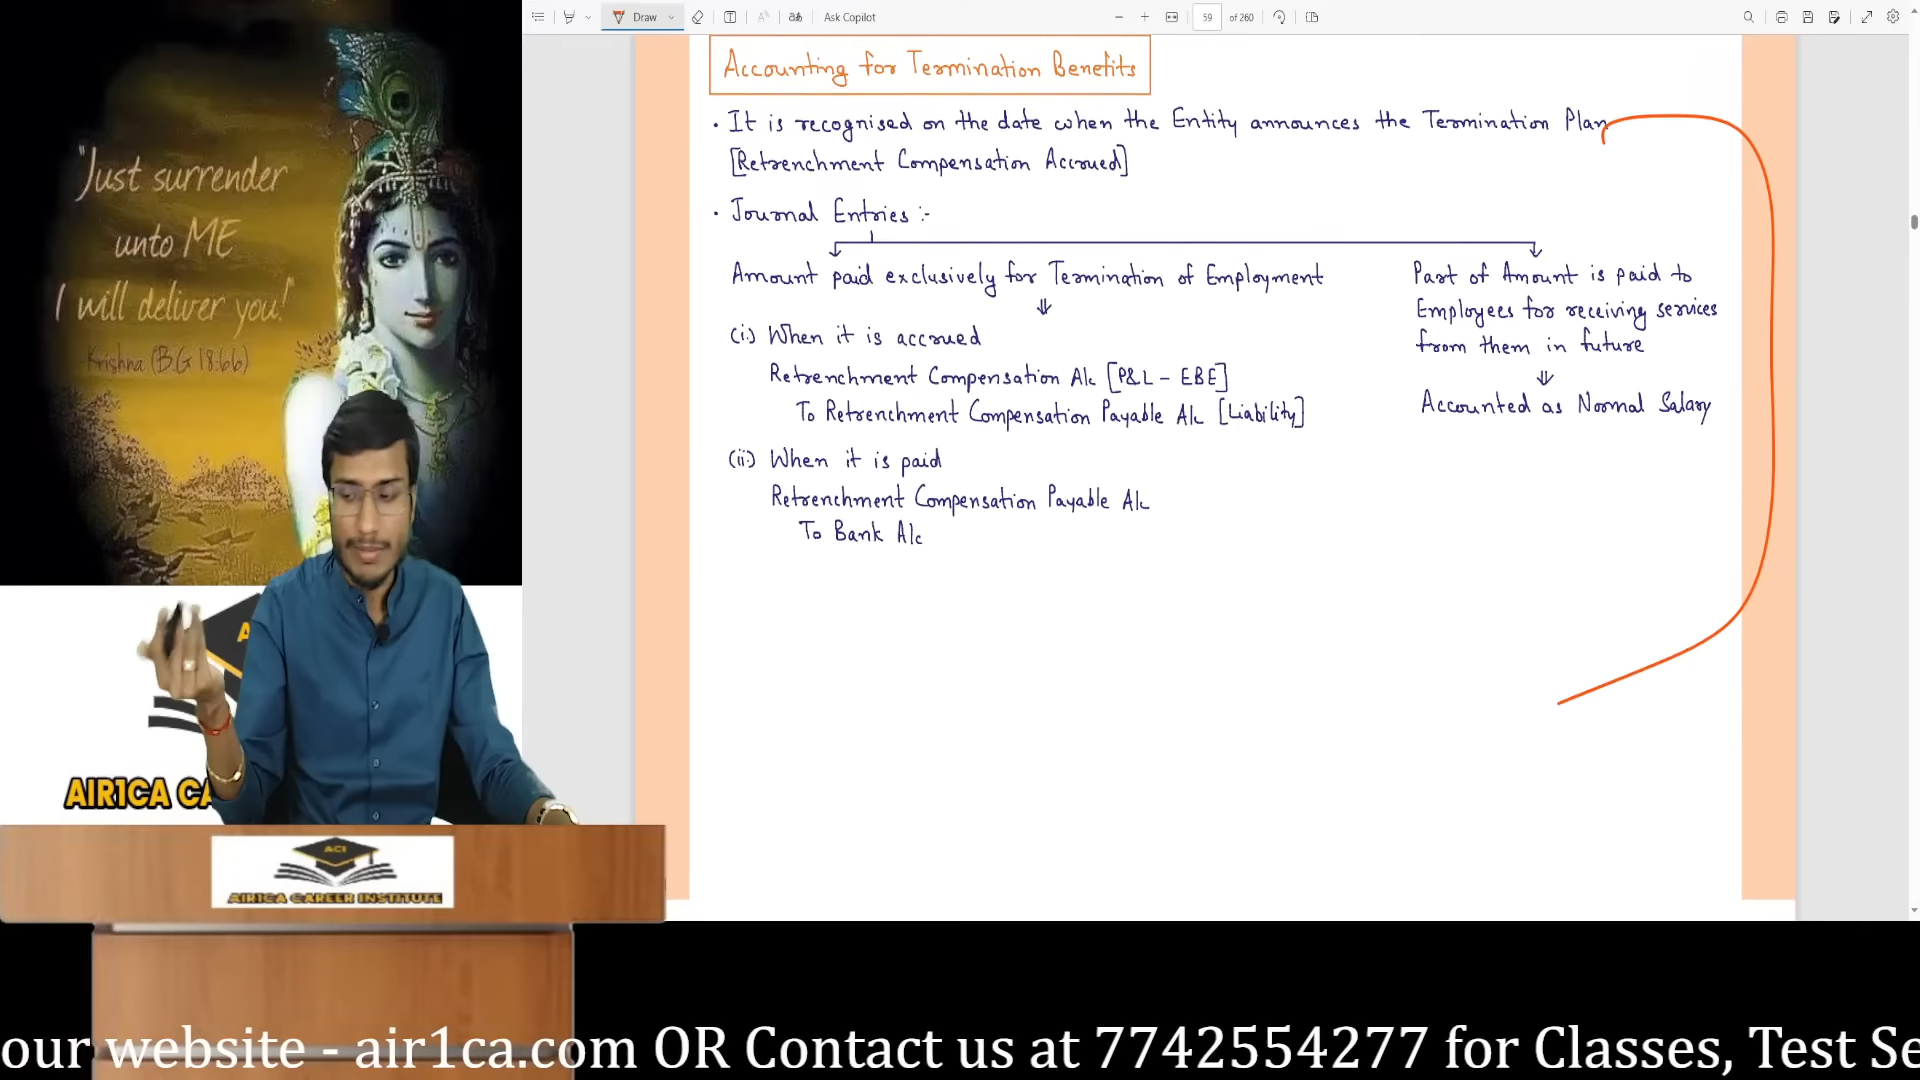 Draw
Ask Copilot
59 of 260
Accounting for Termination Benefits
"Just surrender
unto ME
I will deliver you!"
Krishna (B.G 18:66)
• It is recognised on the date when the Entity announces the Termination Plan
[Retrenchment Compensation Accrued]
• Journal Entries :-
Amount paid exclusively for Termination of Employment
(i.) When it is accrued
Retrenchment Compensation A/c [P&L - EBE]
To Retrenchment Compensation Payable A/c [Liability]
(ii.) When it is paid
Retrenchment Compensation Payable A/c
To Bank A/c
Part of Amount is paid to
Employees for receiving services
from them in future
Accounted as Normal Salary
AIR1CA CA
ACI
AIR1CA CAREER INSTITUTE
our website - air1ca.com OR Contact us at 7742554277 for Classes, Test Se